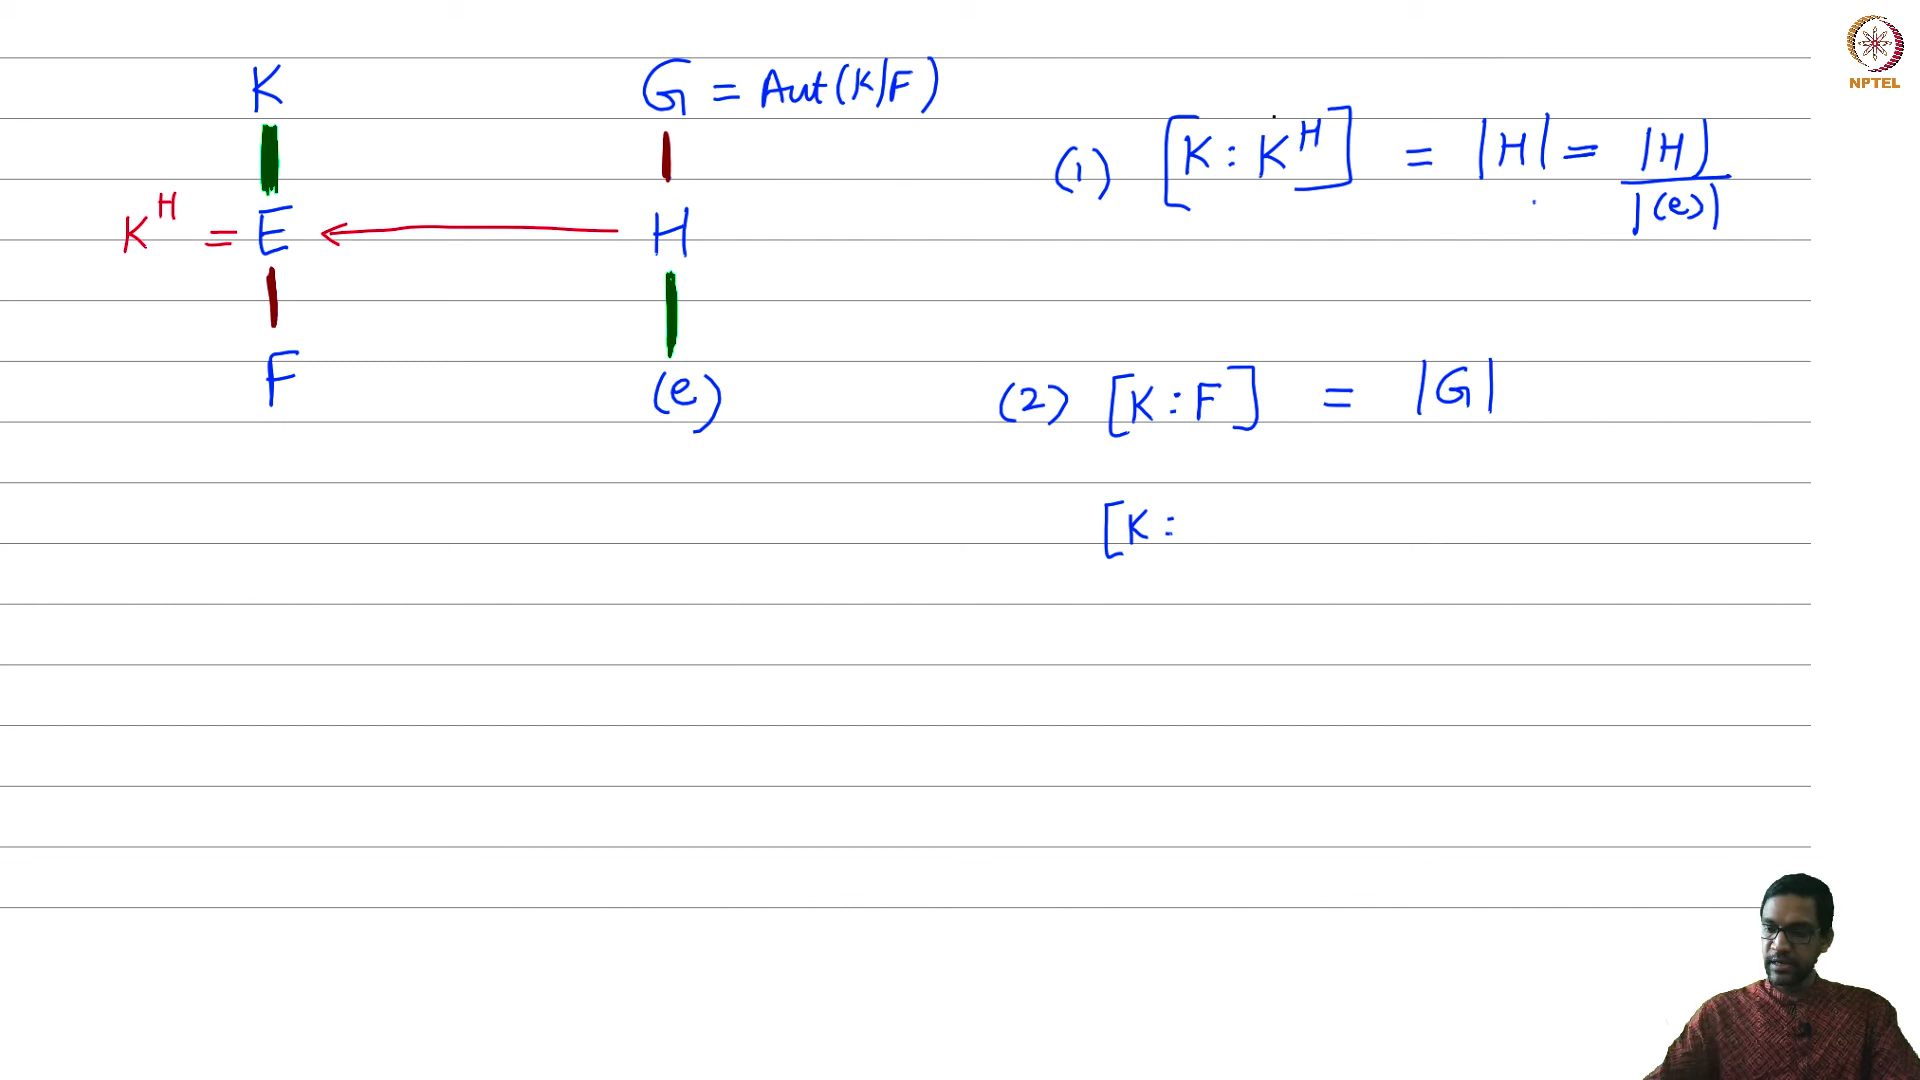 K G = Aut(K/F)
(1) [K : K^H] = |H| = |H| / |(e)|
K^H = E ← H
F (e)
(2) [K : F] = |G|
[K :
NPTEL